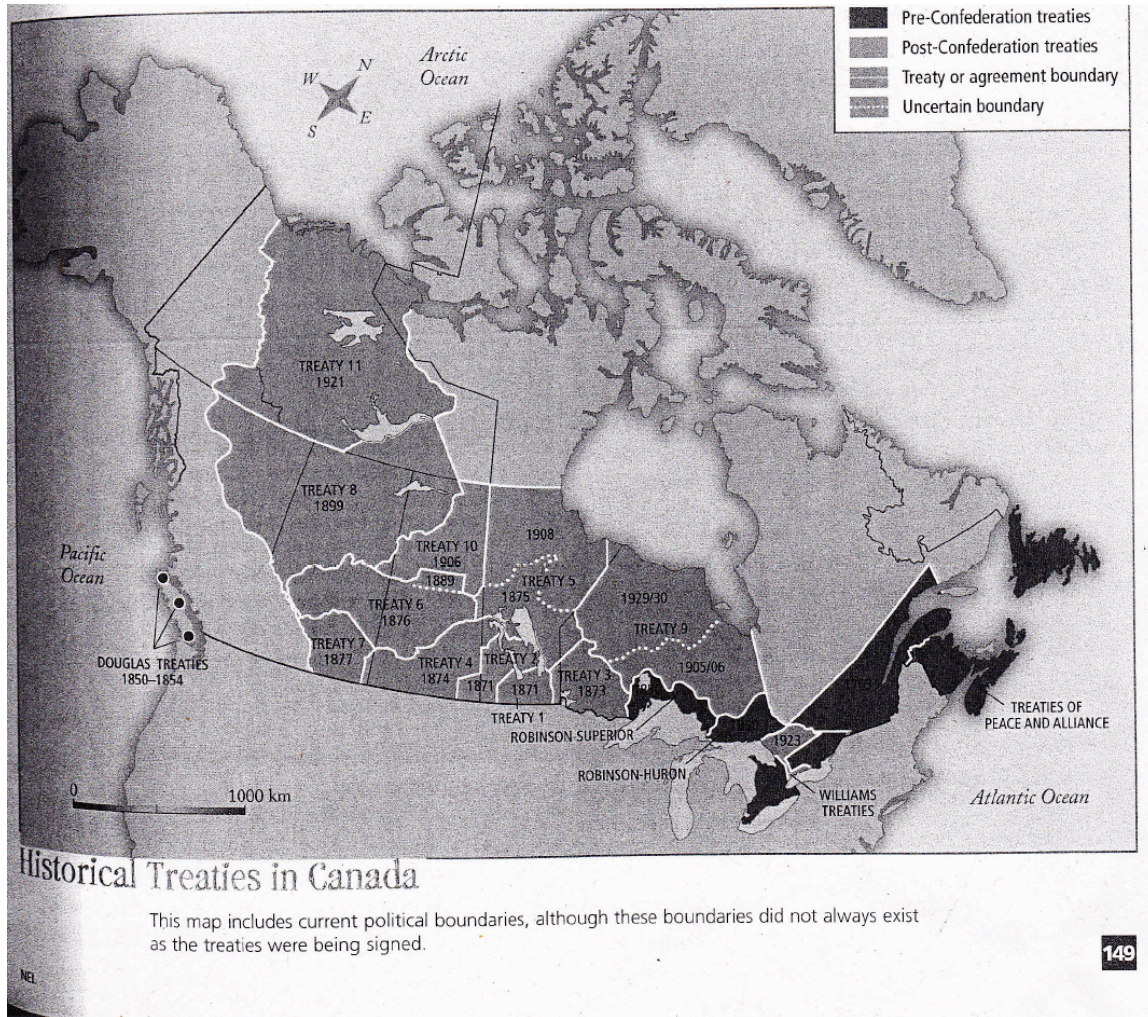 Pre-Confederation treaties
Post-Confederation treaties
Treaty or agreement boundary
Uncertain boundary
Arctic
Ocean
N
W
E
S
TREATY 11
1921
TREATY 8
1899
TREATY 10
1906
1908
1889
TREATY 5
1875
1929/30
TREATY 6
1876
TREATY 9
1905/06
Pacific
Ocean
TREATY 7
1877
TREATY 4
1874
TREATY 2
1871
1871
TREATY 3
1873
TREATY 1
DOUGLAS TREATIES
1850–1854
ROBINSON-SUPERIOR
ROBINSON-HURON
1923
WILLIAMS
TREATIES
TREATIES OF
PEACE AND ALLIANCE
Atlantic Ocean
0
1000 km
Historical Treaties in Canada
This map includes current political boundaries, although these boundaries did not always exist
as the treaties were being signed.
149
NEL